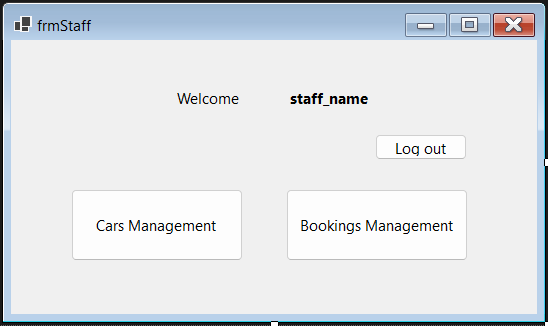 frmStaff
Welcome staff_name
Log out
Cars Management Bookings Management